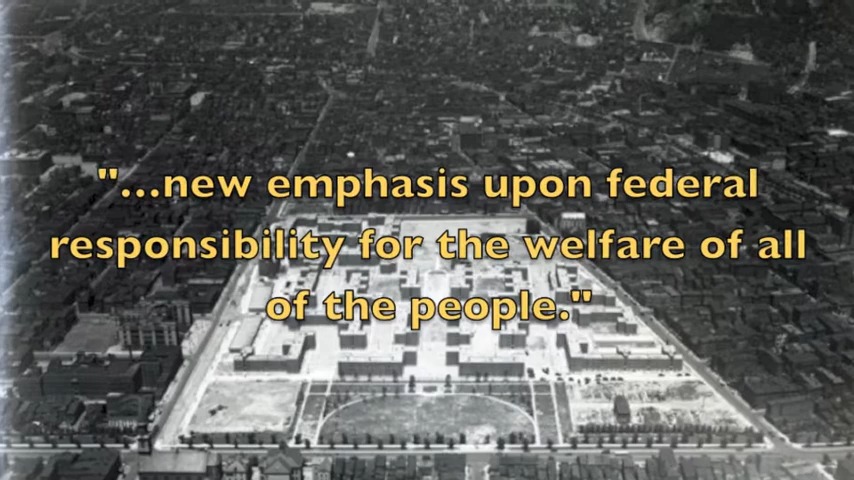 "...new emphasis upon federal
responsibility for the welfare of all
of the people."